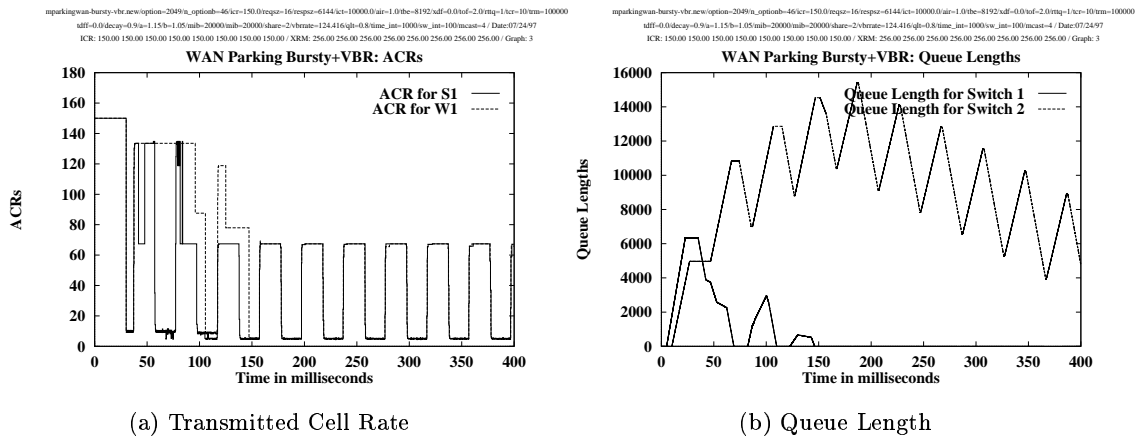 mparkingwan-bursty-vbr.new/option=2049/n_optionb=46/icr=150.0/reqsz=16/respsz=6144/ict=10000.0/air=1.0/tbe=8192/xdf=0.0/tof=2.0/rttq=1/tcr=10/trm=100000
tdff=0.0/decay=0.9/a=1.15/b=1.05/mib=20000/mib=20000/share=2/vbrrate=124.416/qlt=0.8/time_int=1000/sw_int=100/mcast=4 / Date:07/24/97
ICR: 150.00 150.00 150.00 150.00 150.00 150.00 150.00 / XRM: 256.00 256.00 256.00 256.00 256.00 256.00 256.00 / Graph: 3
WAN Parking Bursty+VBR: ACRs
180
160
140
120
100
80
60
40
20
0
ACRs
ACR for S1
ACR for W1
0 50 100 150 200 250 300 350 400
Time in milliseconds
(a) Transmitted Cell Rate
mparkingwan-bursty-vbr.new/option=2049/n_optionb=46/icr=150.0/reqsz=16/respsz=6144/ict=10000.0/air=1.0/tbe=8192/xdf=0.0/tof=2.0/rttq=1/tcr=10/trm=100000
tdff=0.0/decay=0.9/a=1.15/b=1.05/mib=20000/mib=20000/share=2/vbrrate=124.416/qlt=0.8/time_int=1000/sw_int=100/mcast=4 / Date:07/24/97
ICR: 150.00 150.00 150.00 150.00 150.00 150.00 150.00 / XRM: 256.00 256.00 256.00 256.00 256.00 256.00 256.00 / Graph: 3
WAN Parking Bursty+VBR: Queue Lengths
16000
14000
12000
10000
8000
6000
4000
2000
0
Queue Lengths
Queue Length for Switch 1
Queue Length for Switch 2
0 50 100 150 200 250 300 350 400
Time in milliseconds
(b) Queue Length